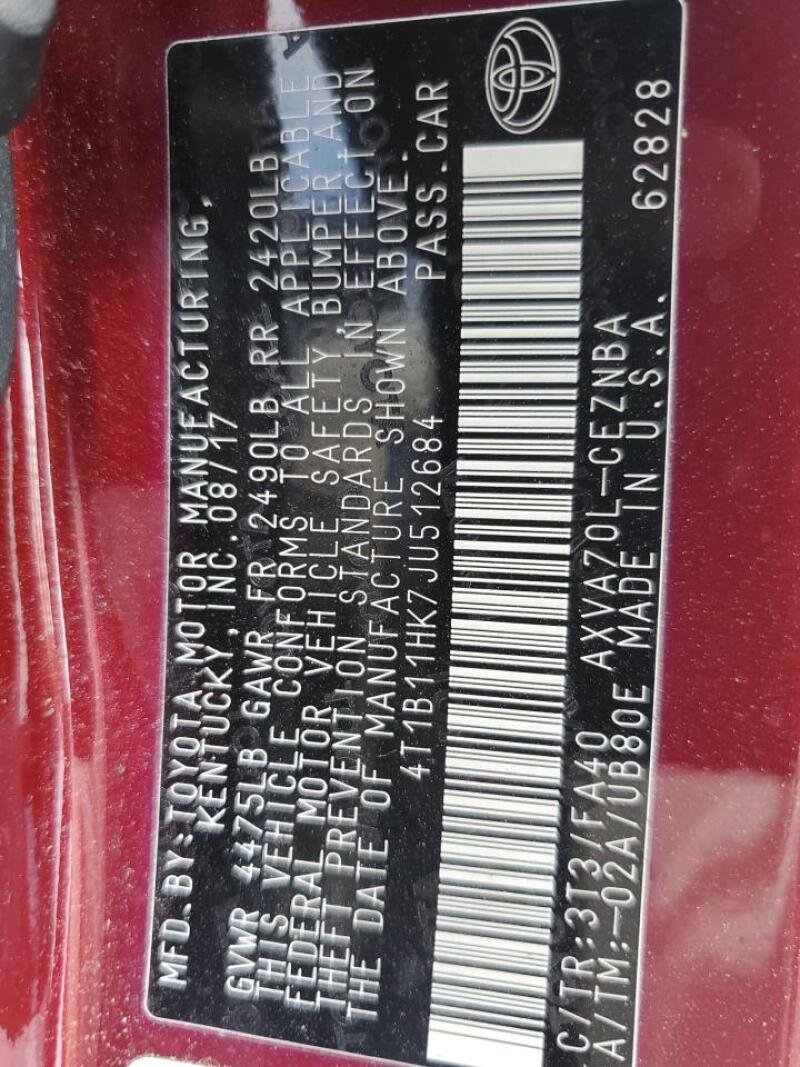 MFD.BY:TOYOTA MOTOR MANUFACTURING,
KENTUCKY,INC.08/17
GVWR 4475LB GAWR FR 2490LB RR 2420LB
THIS VEHICLE CONFORMS TO ALL APPLICABLE
FEDERAL MOTOR VEHICLE SAFETY,BUMPER,AND
THEFT PREVENTION STANDARDS IN EFFECT ON
THE DATE OF MANUFACTURE SHOWN ABOVE.
4T1B11HK7JU512684 PASS.CAR
C/TR:3T3/FA40 AXVA70L-CEZNBA
A/TM:-02A/UB80E MADE IN U.S.A. 62828